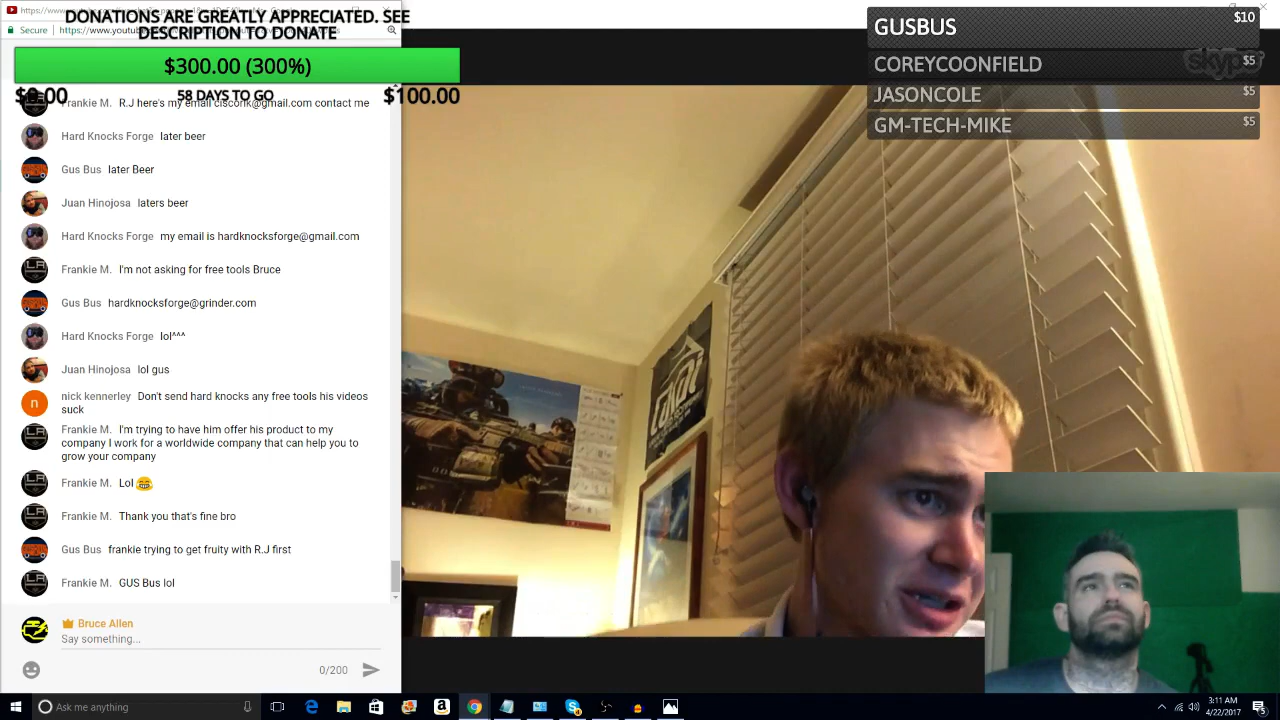 DONATIONS ARE GREATLY APPRECIATED. SEE
DESCRIPTION TO DONATE
Secure
$300.00 (300%)
58 DAYS TO GO
$100.00
Frankie M. R.J here's my email ciscorik@gmail.com contact me
Hard Knocks Forge later beer
Gus Bus later Beer
Juan Hinojosa laters beer
Hard Knocks Forge my email is hardknocksforge@gmail.com
Frankie M. I'm not asking for free tools Bruce
Gus Bus hardknocksforge@grinder.com
Hard Knocks Forge lol^^^
Juan Hinojosa lol gus
n
nick kennerley Don't send hard knocks any free tools his videos
suck
Frankie M. I'm trying to have him offer his product to my
company I work for a worldwide company that can help you to
grow your company
Frankie M. Lol 😂
Frankie M. Thank you that's fine bro
Gus Bus frankie trying to get fruity with R.J first
Frankie M. GUS Bus lol
Bruce Allen
Say something...
0/200
GUSBUS $10
COREYCOONFIELD $5
JASONCOLE $5
GM-TECH-MIKE $5
skype
Ask me anything
3:11 AM
4/22/2017